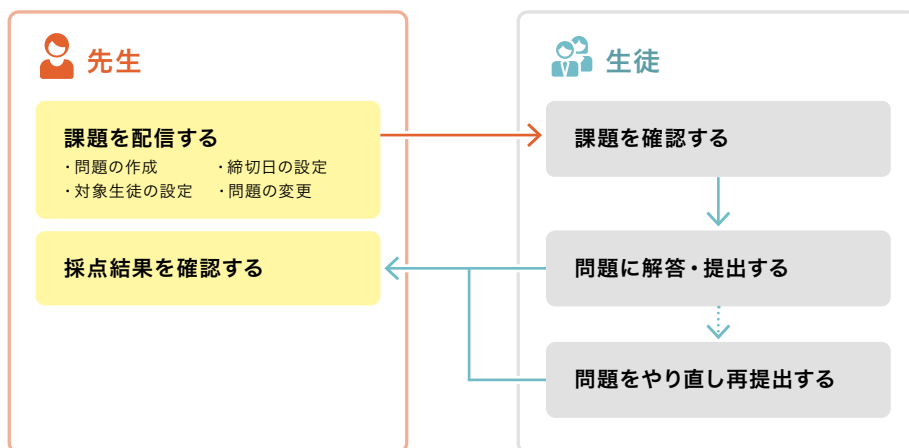 先生
課題を配信する
・問題の作成 ・締切日の設定
・対象生徒の設定 ・問題の変更
採点結果を確認する
生徒
課題を確認する
問題に解答・提出する
問題をやり直し再提出する